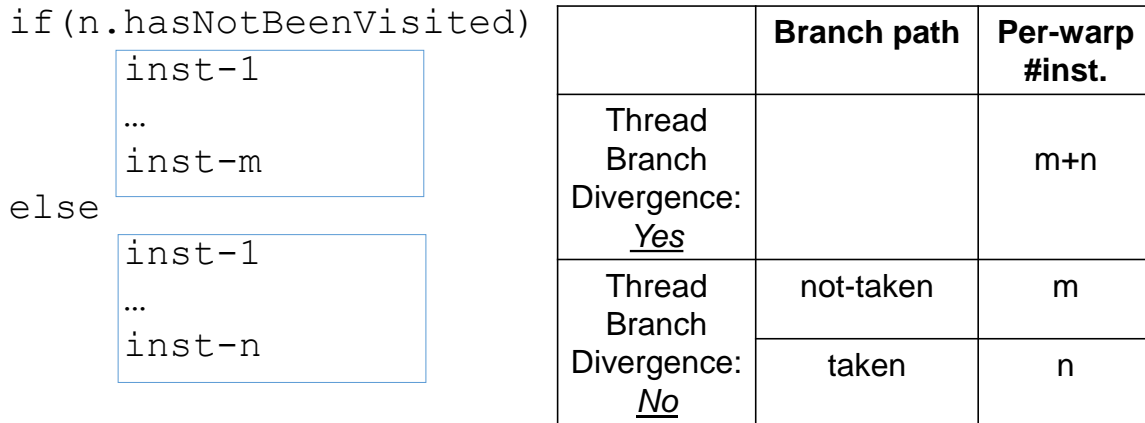 if(n.hasNotBeenVisited)
inst-1
…
inst-m
else
inst-1
…
inst-n
Branch path
Per-warp
#inst.
Thread
Branch
Divergence:
Yes
m+n
Thread
Branch
Divergence:
No
not-taken
m
taken
n